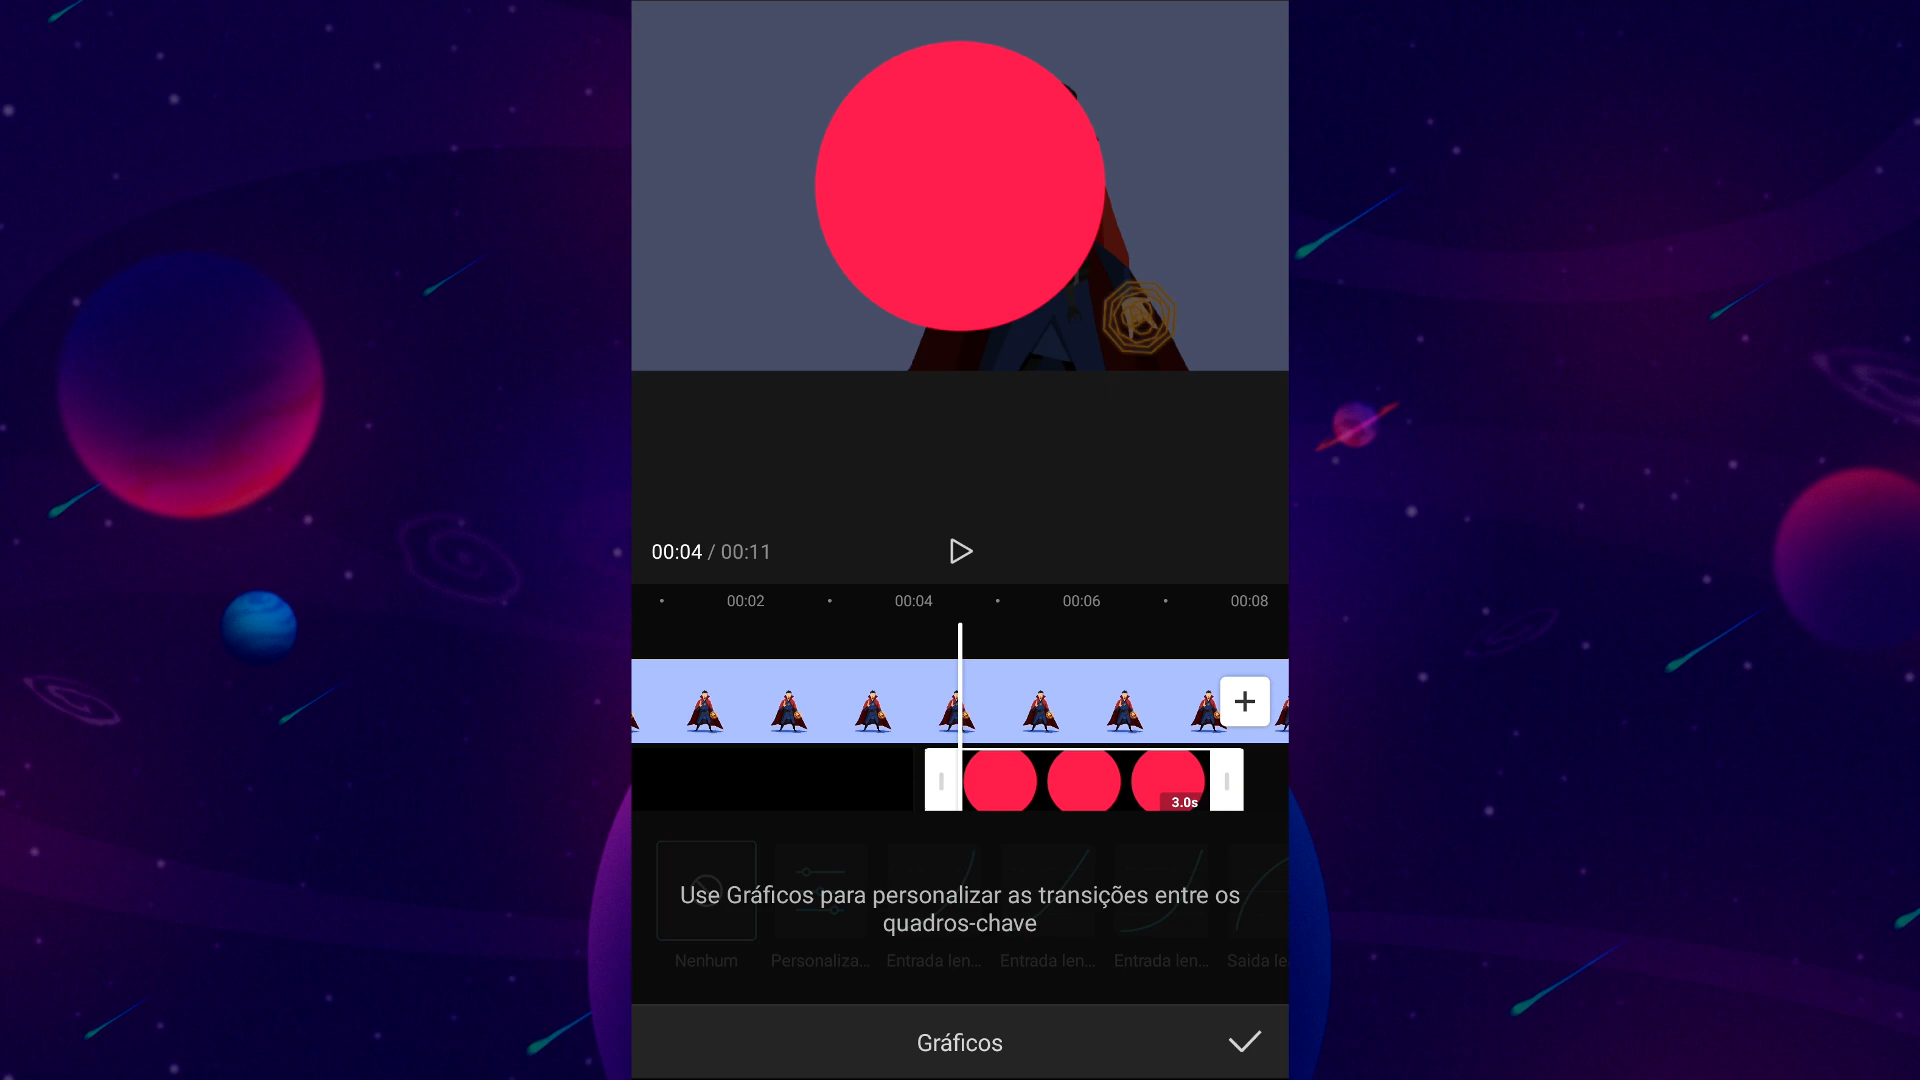 00:04 / 00:11
00:02 00:04 00:06 00:08
3.0s
Use Gráficos para personalizar as transições entre os
quadros-chave
Nenhum Personaliza... Entrada len... Entrada len... Entrada len... Saída le
Gráficos